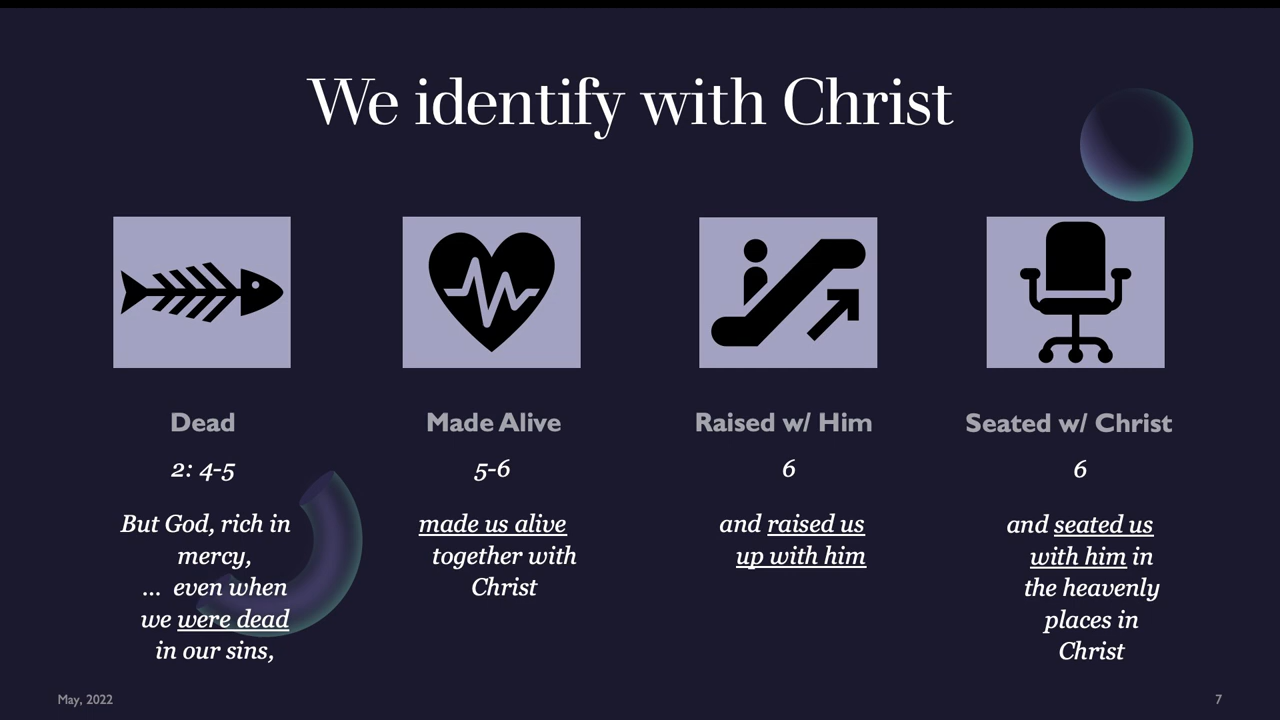 We identify with Christ
Dead
2: 4-5
But God, rich in
mercy,
... even when
we were dead
in our sins,
Made Alive
5-6
made us alive
together with
Christ
Raised w/ Him
6
and raised us
up with him
Seated w/ Christ
6
and seated us
with him in
the heavenly
places in
Christ
May, 2022
7